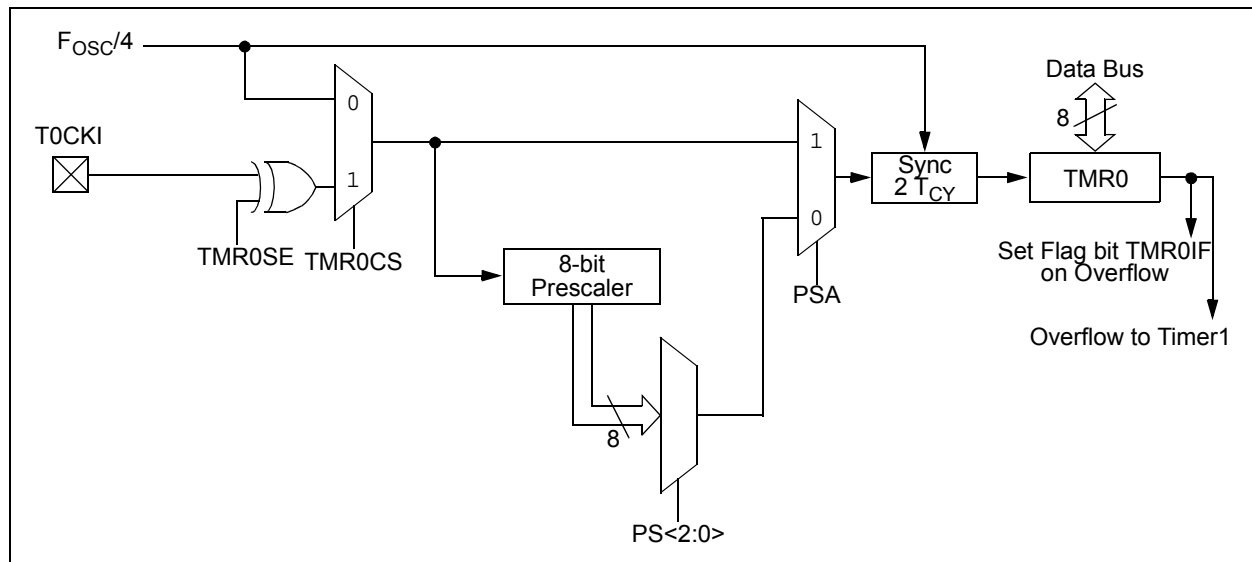 FOSC/4
Data Bus
8
T0CKI
0
1
1
0
Sync
2 TCY
TMR0
TMR0SE
TMR0CS
8-bit
Prescaler
PSA
Set Flag bit TMR0IF
on Overflow
Overflow to Timer1
8
PS<2:0>